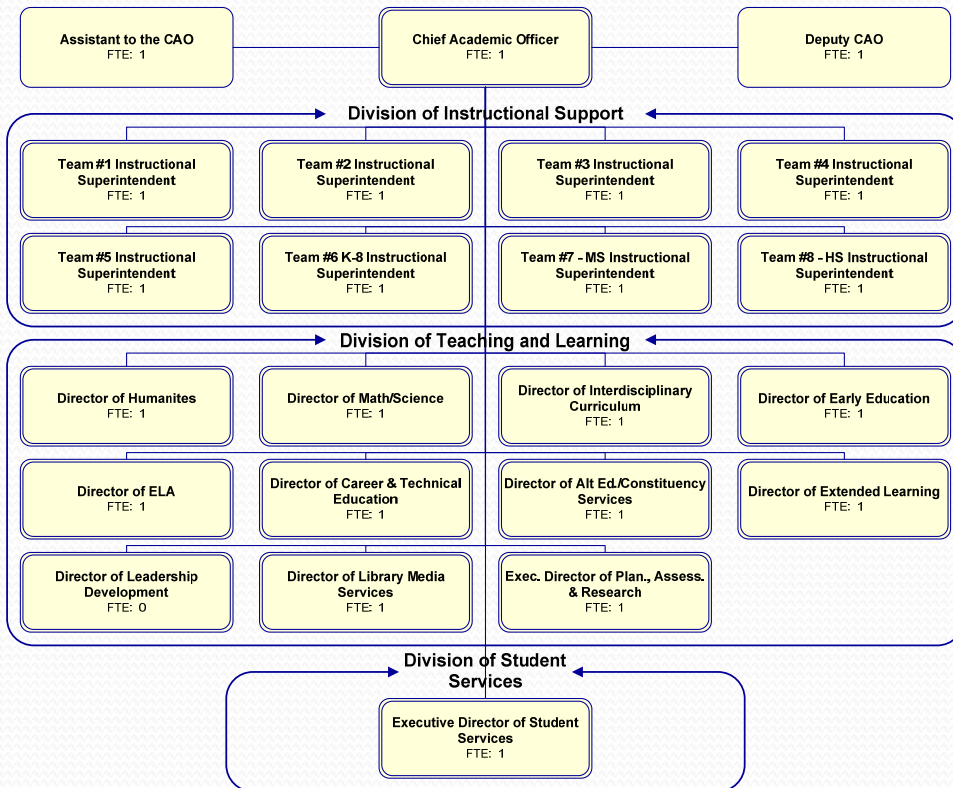 Assistant to the CAO
FTE: 1
Chief Academic Officer
FTE: 1
Deputy CAO
FTE: 1
Division of Instructional Support
Team #1 Instructional
Superintendent
FTE: 1
Team #2 Instructional
Superintendent
FTE: 1
Team #3 Instructional
Superintendent
FTE: 1
Team #4 Instructional
Superintendent
FTE: 1
Team #5 Instructional
Superintendent
FTE: 1
Team #6 K-8 Instructional
Superintendent
FTE: 1
Team #7 - MS Instructional
Superintendent
FTE: 1
Team #8 - HS Instructional
Superintendent
FTE: 1
Division of Teaching and Learning
Director of Humanites
FTE: 1
Director of Math/Science
FTE: 1
Director of Interdisciplinary
Curriculum
FTE: 1
Director of Early Education
FTE: 1
Director of ELA
FTE: 1
Director of Career & Technical
Education
FTE: 1
Director of Alt Ed./Constituency
Services
FTE: 1
Director of Extended Learning
FTE: 1
Director of Leadership
Development
FTE: 0
Director of Library Media
Services
FTE: 1
Exec. Director of Plan., Assess.
& Research
FTE: 1
Division of Student
Services
Executive Director of Student
Services
FTE: 1